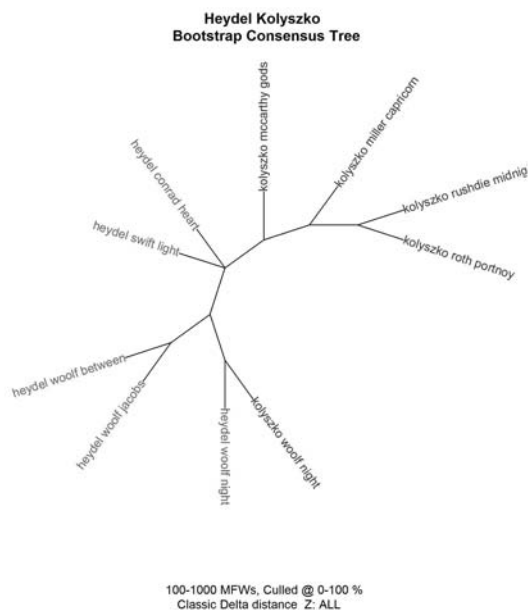 Heydel Kolyszko
Bootstrap Consensus Tree
kolyszko mccarthy gods
kolyszko miller capricorn
heydel conrad heart
kolyszko rushdie midnig
heydel swift light
kolyszko roth portnoy
heydel woolf between
heydel woolf jacobs
heydel woolf night
kolyszko woolf night
100-1000 MFWs, Culled @ 0-100 %
Classic Delta distance Z: ALL